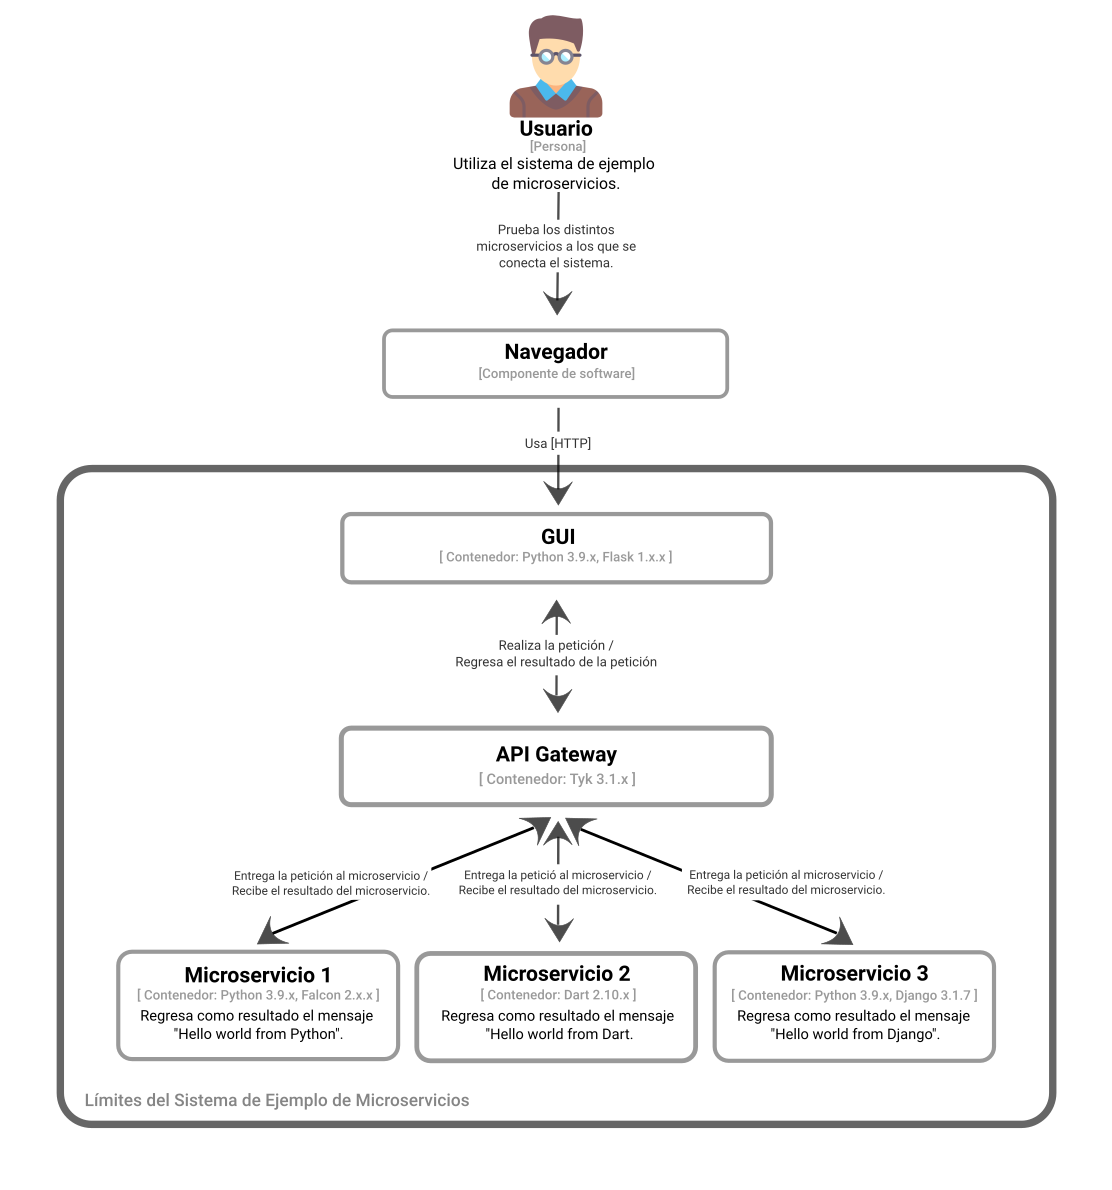 Usuario
[Persona]
Utiliza el sistema de ejemplo
de microservicios.
Prueba los distintos
microservicios a los que se
conecta el sistema.
Navegador
[Componente de software]
Usa [HTTP]
GUI
[ Contenedor: Python 3.9.x, Flask 1.x.x ]
Realiza la petición /
Regresa el resultado de la petición
API Gateway
[ Contenedor: Tyk 3.1.x ]
Entrega la petición al microservicio /
Recibe el resultado del microservicio.
Entrega la petició al microservicio /
Recibe el resultado del microservicio.
Entrega la petición al microservicio /
Recibe el resultado del microservicio.
Microservicio 1
[ Contenedor: Python 3.9.x, Falcon 2.x.x ]
Regresa como resultado el mensaje
"Hello world from Python".
Microservicio 2
[ Contenedor: Dart 2.10.x ]
Regresa como resultado el mensaje
"Hello world from Dart.
Microservicio 3
[ Contenedor: Python 3.9.x, Django 3.1.7 ]
Regresa como resultado el mensaje
"Hello world from Django".
Límites del Sistema de Ejemplo de Microservicios